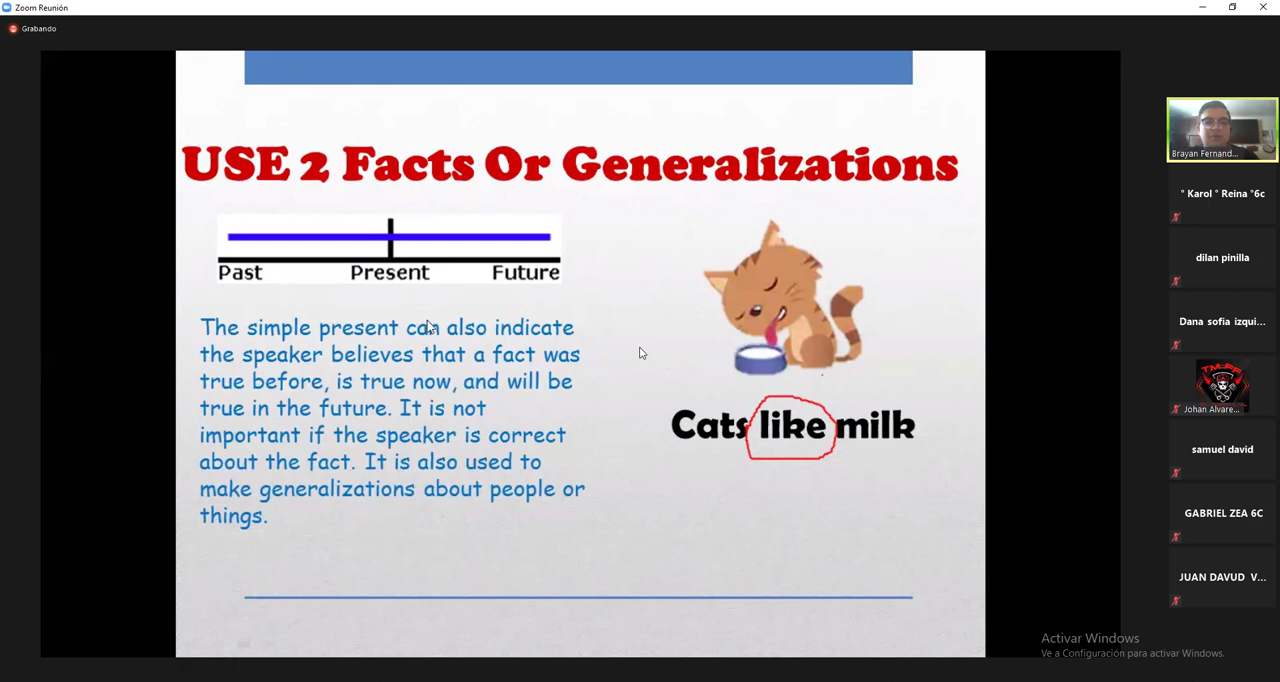 Zoom Reunión
Grabando
USE 2 Facts Or Generalizations
Past Present Future
The simple present can also indicate
the speaker believes that a fact was
true before, is true now, and will be
true in the future. It is not
important if the speaker is correct
about the fact. It is also used to
make generalizations about people or
things.
Cats like milk
Brayan Fernand...
° Karol ° Reina °6c
dilan pinilla
Dana sofia izqui...
TM.FF
Johan Alvare...
samuel david
GABRIEL ZEA 6C
JUAN DAVUD V...
Activar Windows
Ve a Configuración para activar Windows.